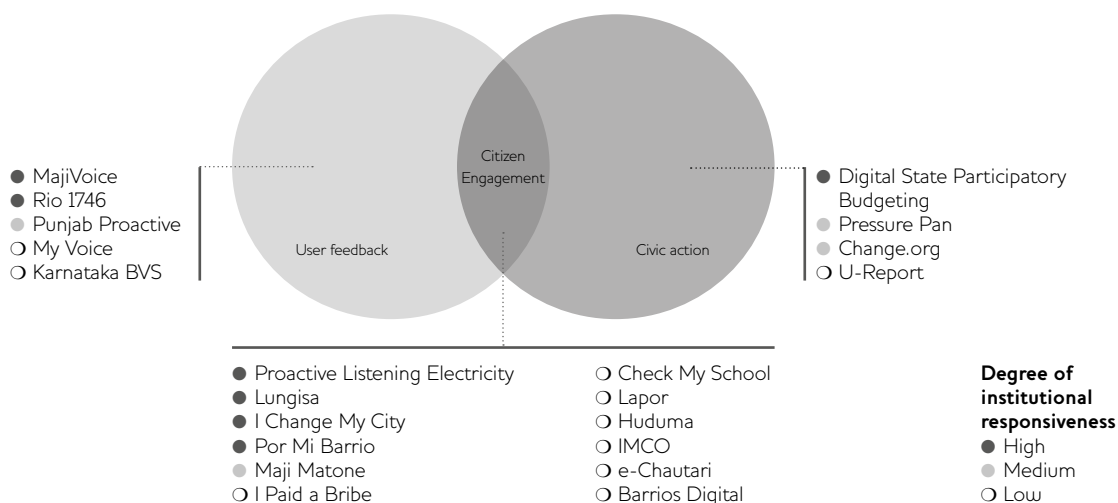 Citizen
Engagement
User feedback
Civic action
MajiVoice
Rio 1746
Punjab Proactive
My Voice
Karnataka BVS
Digital State Participatory
Budgeting
Pressure Pan
Change.org
U-Report
Proactive Listening Electricity
Lungisa
I Change My City
Por Mi Barrio
Maji Matone
I Paid a Bribe
Check My School
Lapor
Huduma
IMCO
e-Chautari
Barrios Digital
Degree of
institutional
responsiveness
High
Medium
Low